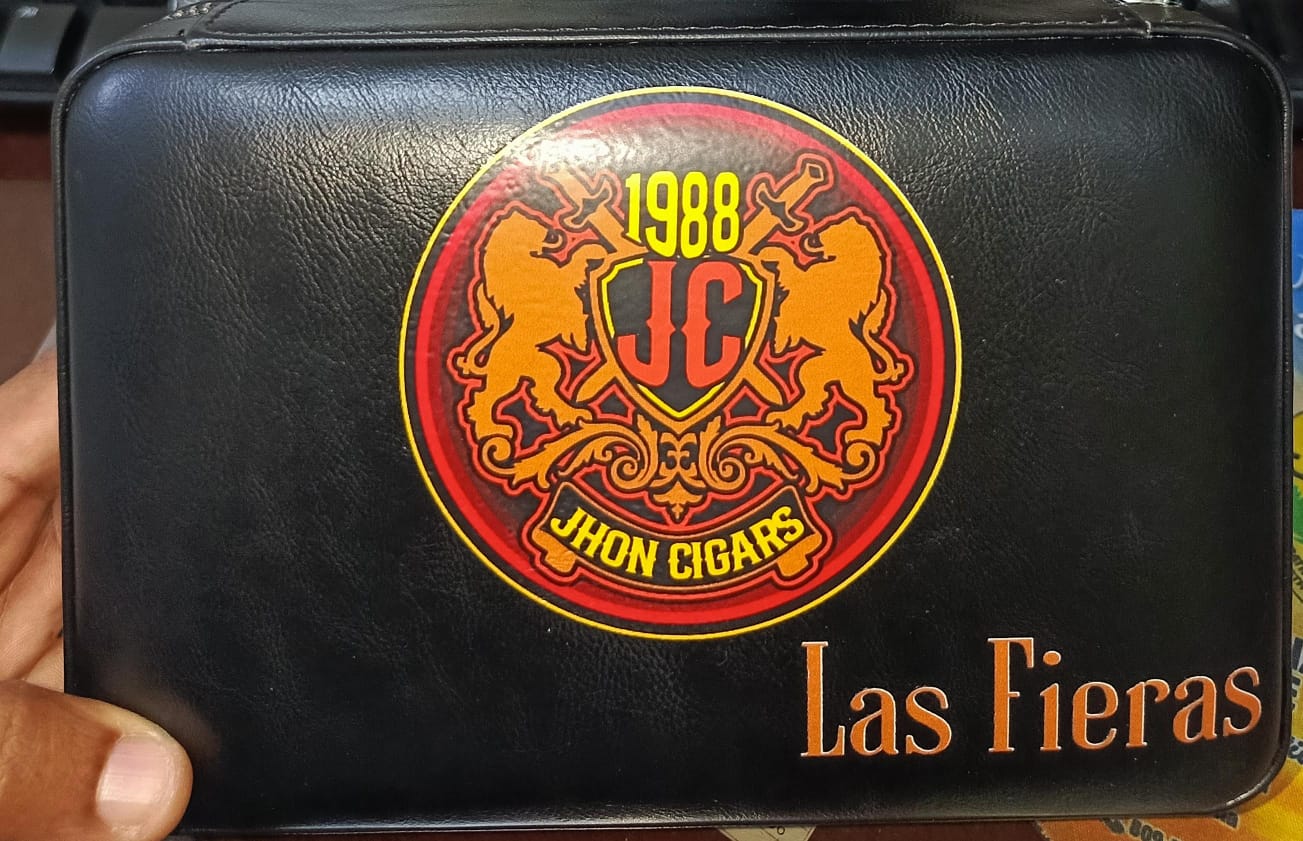 1988
JC
JHON CIGARS
Las Fieras